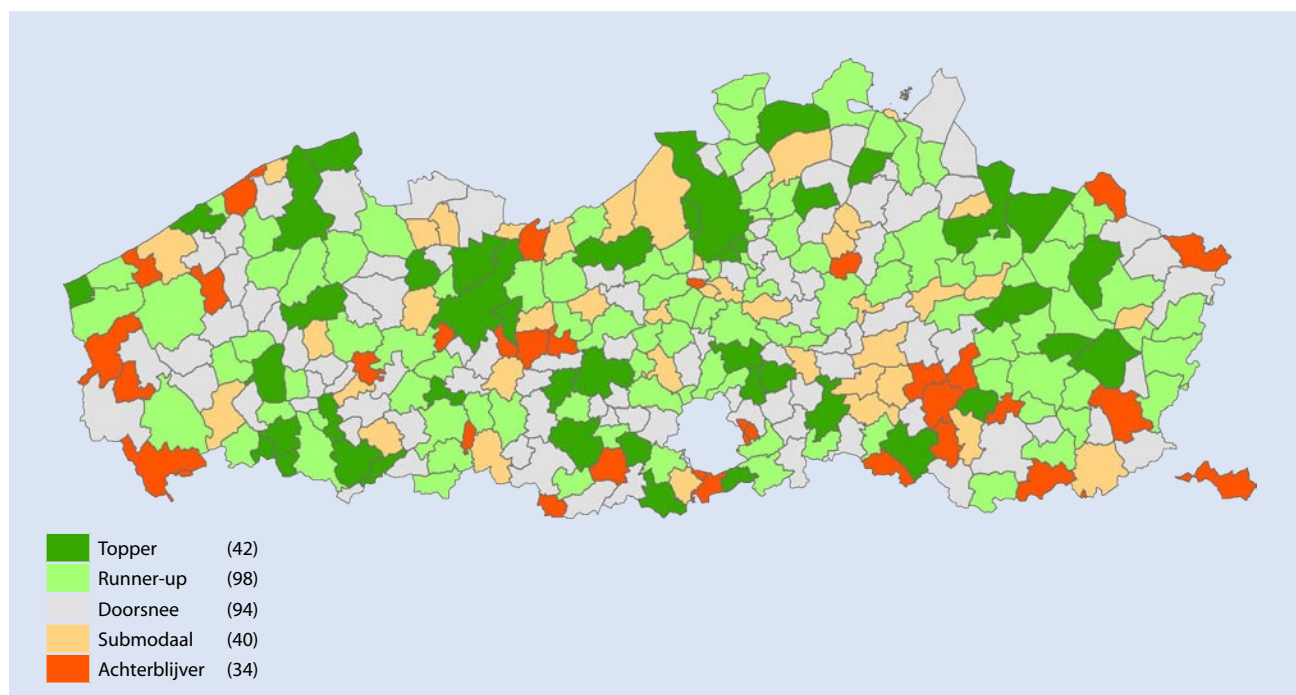 Topper (42)
Runner-up (98)
Doorsnee (94)
Submodaal (40)
Achterblijver (34)